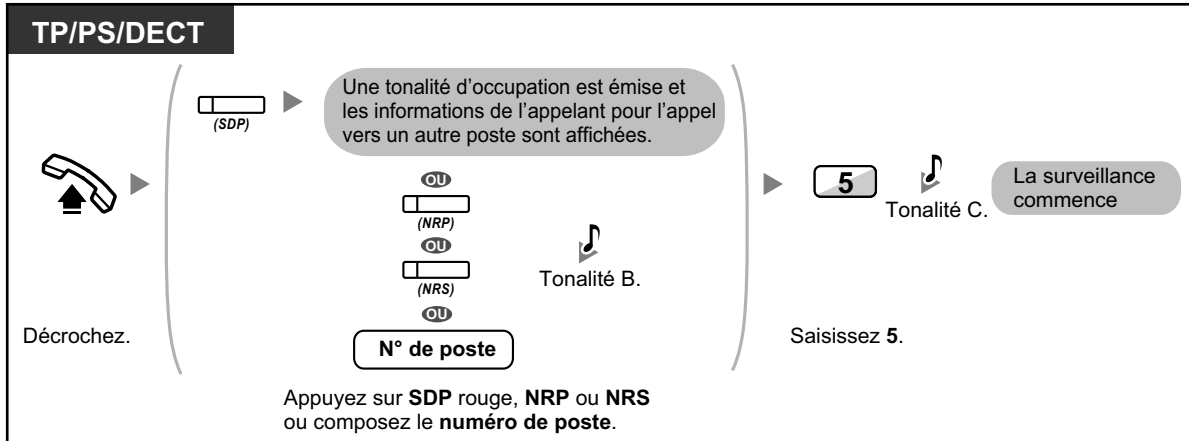 TP/PS/DECT
(SDP)
Une tonalité d'occupation est émise et
les informations de l'appelant pour l'appel
vers un autre poste sont affichées.
OU
(NRP)
OU
(NRS)
OU
N° de poste
Tonalité B.
5
Tonalité C.
La surveillance
commence
Décrochez.
Appuyez sur SDP rouge, NRP ou NRS
ou composez le numéro de poste.
Saisissez 5.